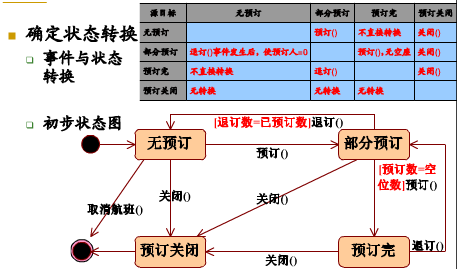 确定状态转换
事件与状态
转换
初步状态图
源目标 无预订 部分预订 预订完 预订关闭
无预订 预订() 不直接转换 关闭()
部分预订 退订()事件发生后，使预订人=0 预订(),无空座 关闭()
预订完 不直接转换 退订() 关闭()
预订关闭 无转换 无转换 无转换
|退订数=已预订数|退订()
无预订
预订()
部分预订
|预订数=空
位数|预订()
取消航班()
关闭()
关闭()
预订关闭
关闭()
预订完
退订()